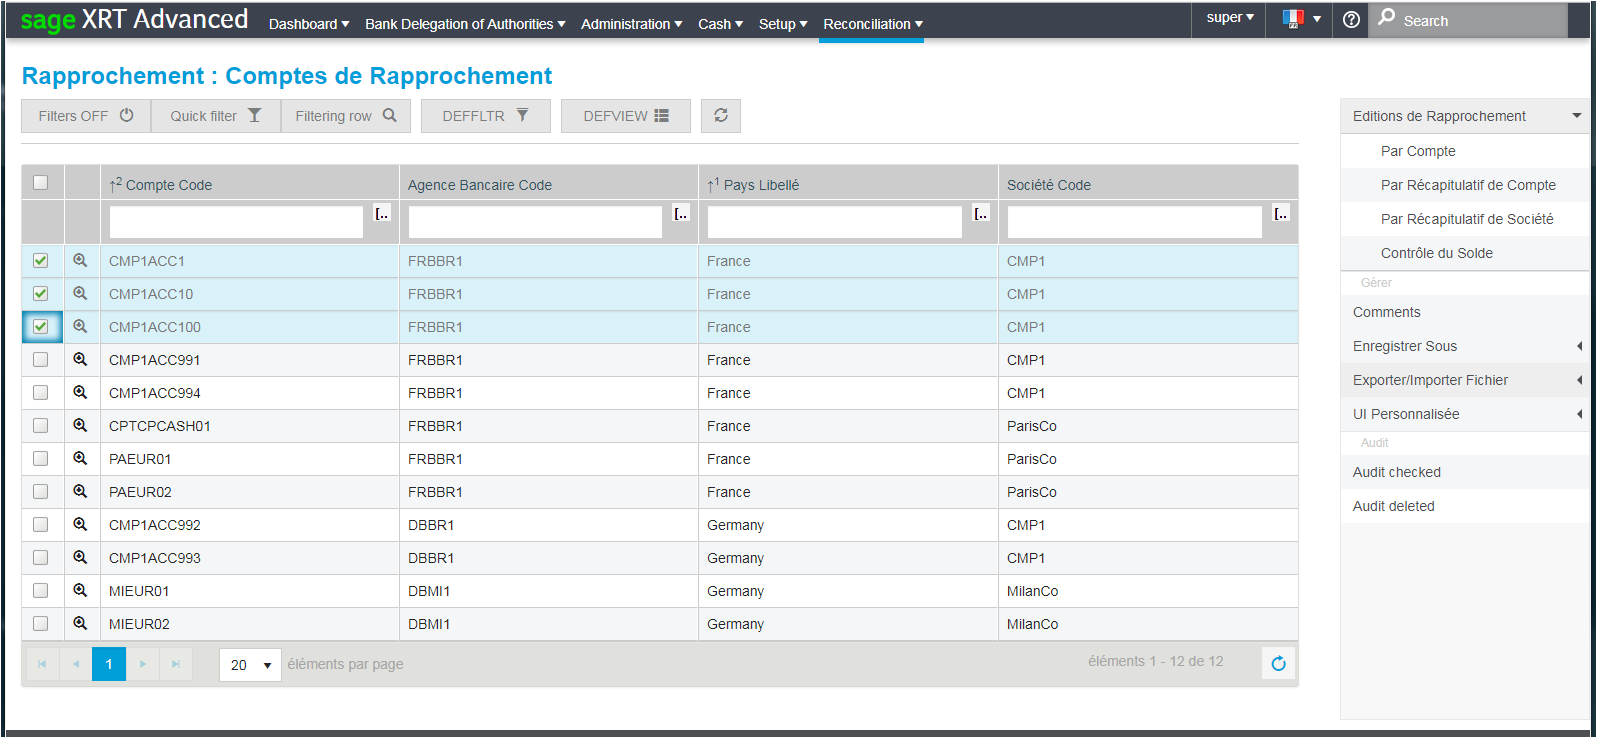 sage XRT Advanced Dashboard Bank Delegation of Authorities Administration Cash Setup Reconciliation super FR Search
Rapprochement : Comptes de Rapprochement
Filters OFF Quick filter Filtering row DEFFLTR DEFVIEW
↑2 Compte Code Agence Bancaire Code ↑1 Pays Libellé Société Code
[.. [.. [.. [..
CMP1ACC1 FRBBR1 France CMP1
CMP1ACC10 FRBBR1 France CMP1
CMP1ACC100 FRBBR1 France CMP1
CMP1ACC991 FRBBR1 France CMP1
CMP1ACC994 FRBBR1 France CMP1
CPTCPCASH01 FRBBR1 France ParisCo
PAEUR01 FRBBR1 France ParisCo
PAEUR02 FRBBR1 France ParisCo
CMP1ACC992 DBBR1 Germany CMP1
CMP1ACC993 DBBR1 Germany CMP1
MIEUR01 DBMI1 Germany MilanCo
MIEUR02 DBMI1 Germany MilanCo
1 20 éléments par page éléments 1 - 12 de 12
Editions de Rapprochement
Par Compte
Par Récapitulatif de Compte
Par Récapitulatif de Société
Contrôle du Solde
Gérer
Comments
Enregistrer Sous
Exporter/Importer Fichier
UI Personnalisée
Audit
Audit checked
Audit deleted